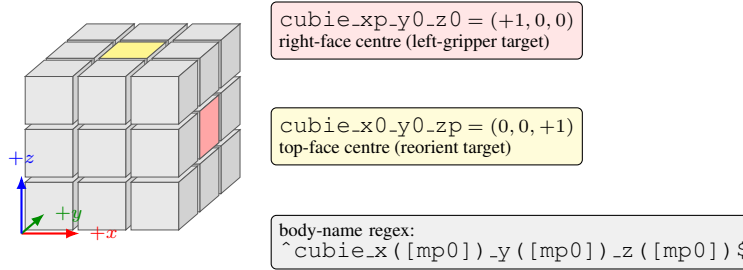 cubie_xp_y0_z0 = (+1, 0, 0)
right-face centre (left-gripper target)
cubie_x0_y0_zp = (0, 0, +1)
top-face centre (reorient target)
+z
+y
+x
body-name regex:
^cubie_x([mp0])_y([mp0])_z([mp0])$